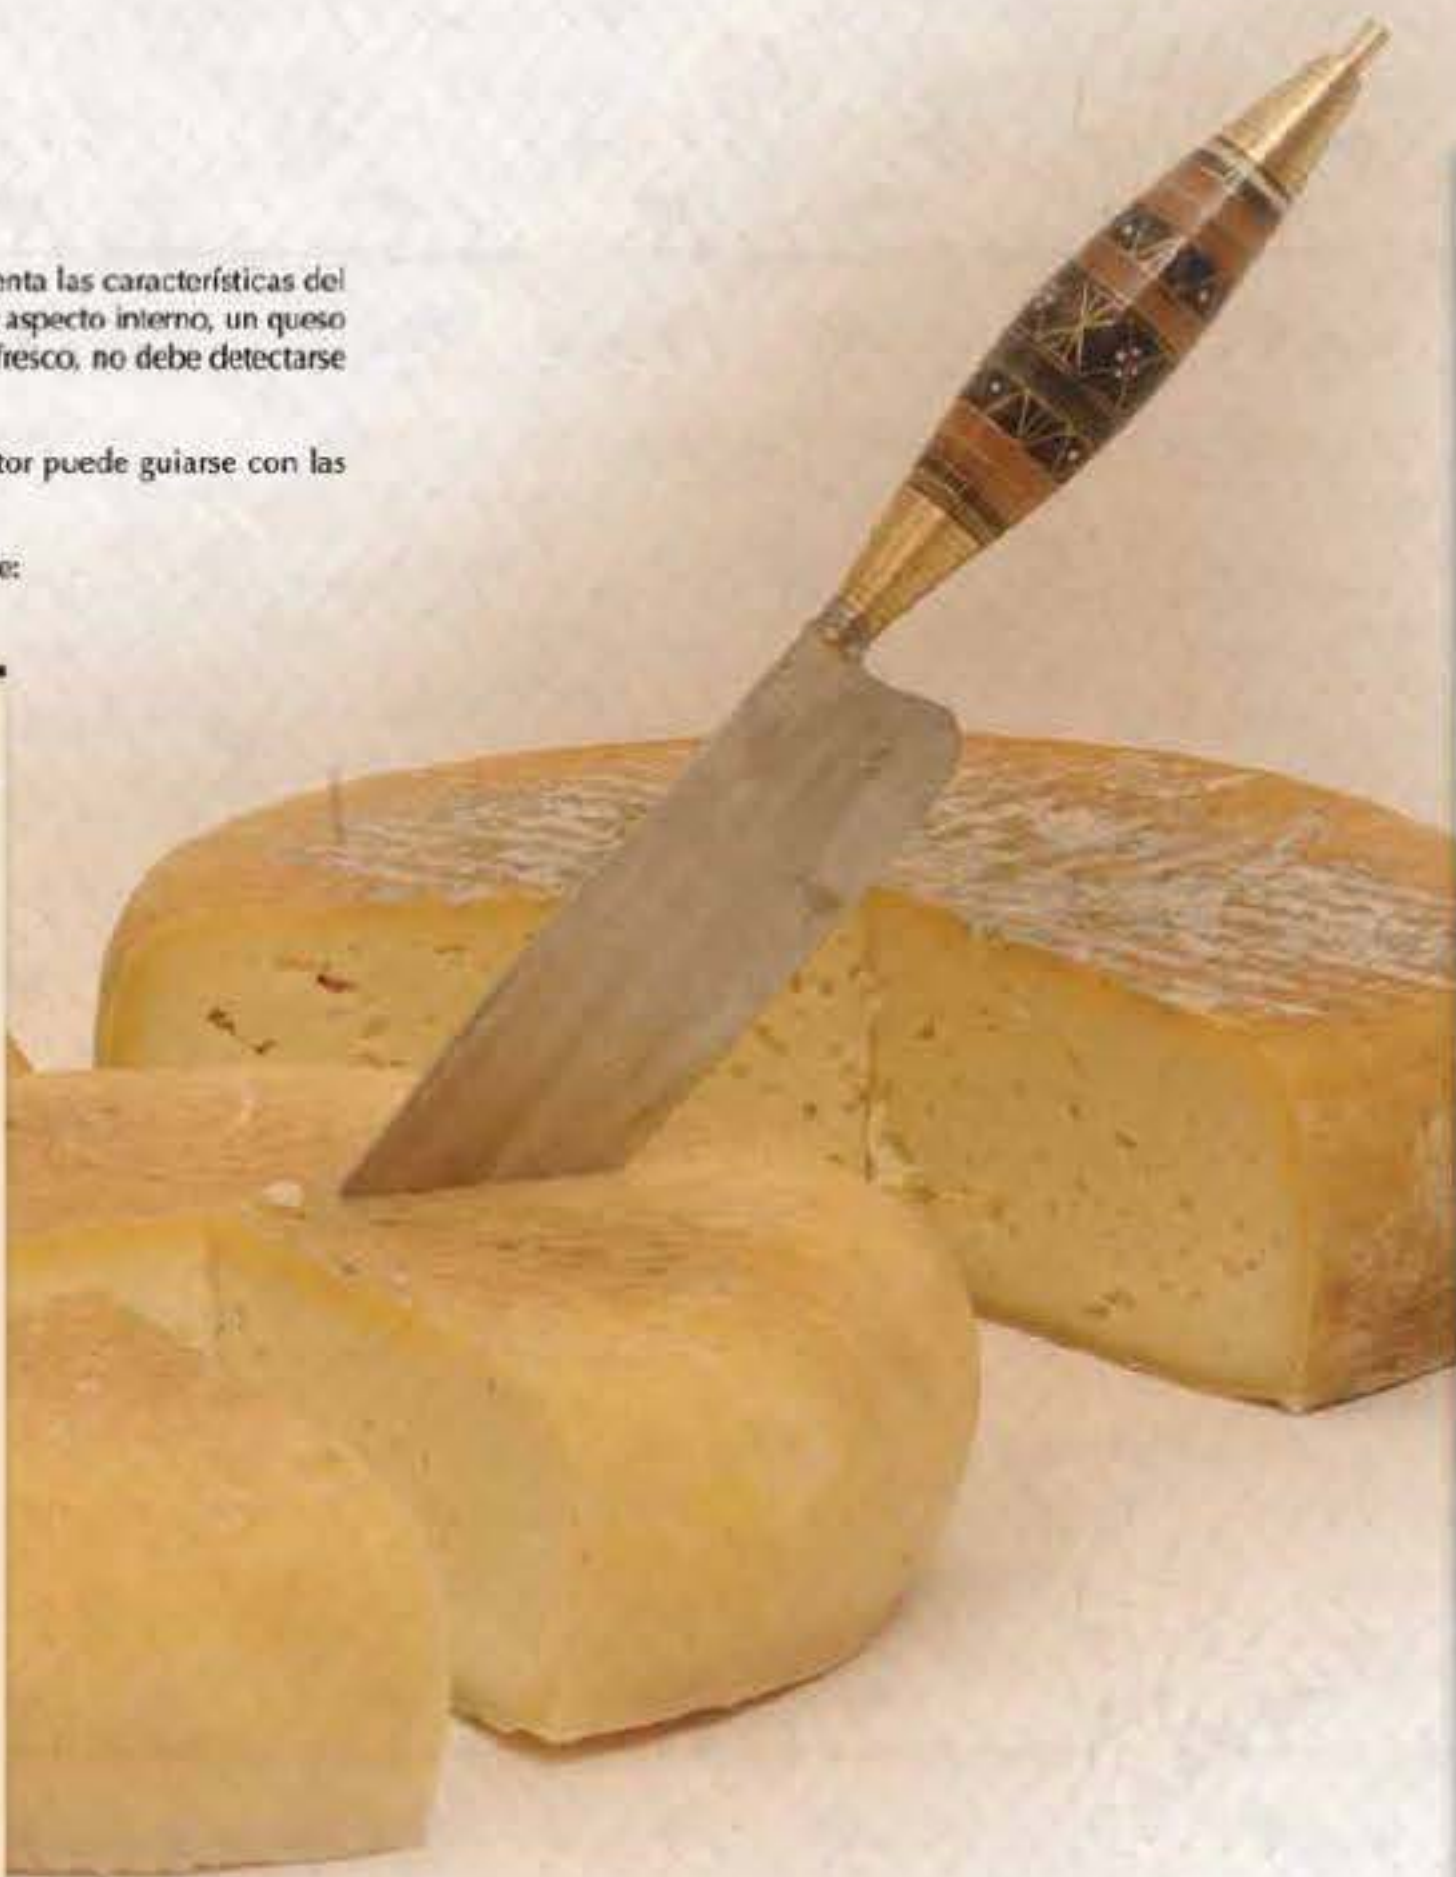 enta las características del
aspecto interno, un queso
fresco, no debe detectarse
tor puede guiarse con las
e: